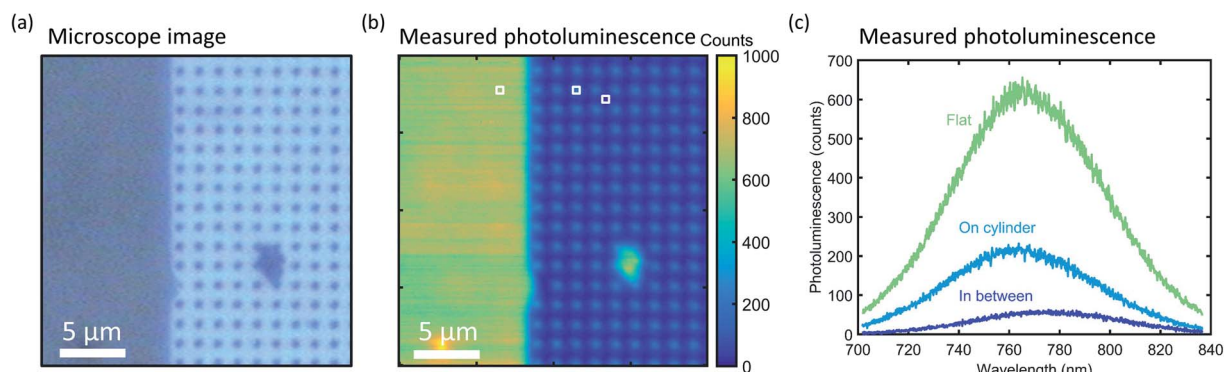 (a) Microscope image
5 μm
(b) Measured photoluminescence
Counts
1000
800
600
400
200
0
5 μm
(c) Measured photoluminescence
Photoluminescence (counts)
700
600
500
400
300
200
100
0
Flat
On cylinder
In between
700 720 740 760 780 800 820 840
Wavelength (nm)